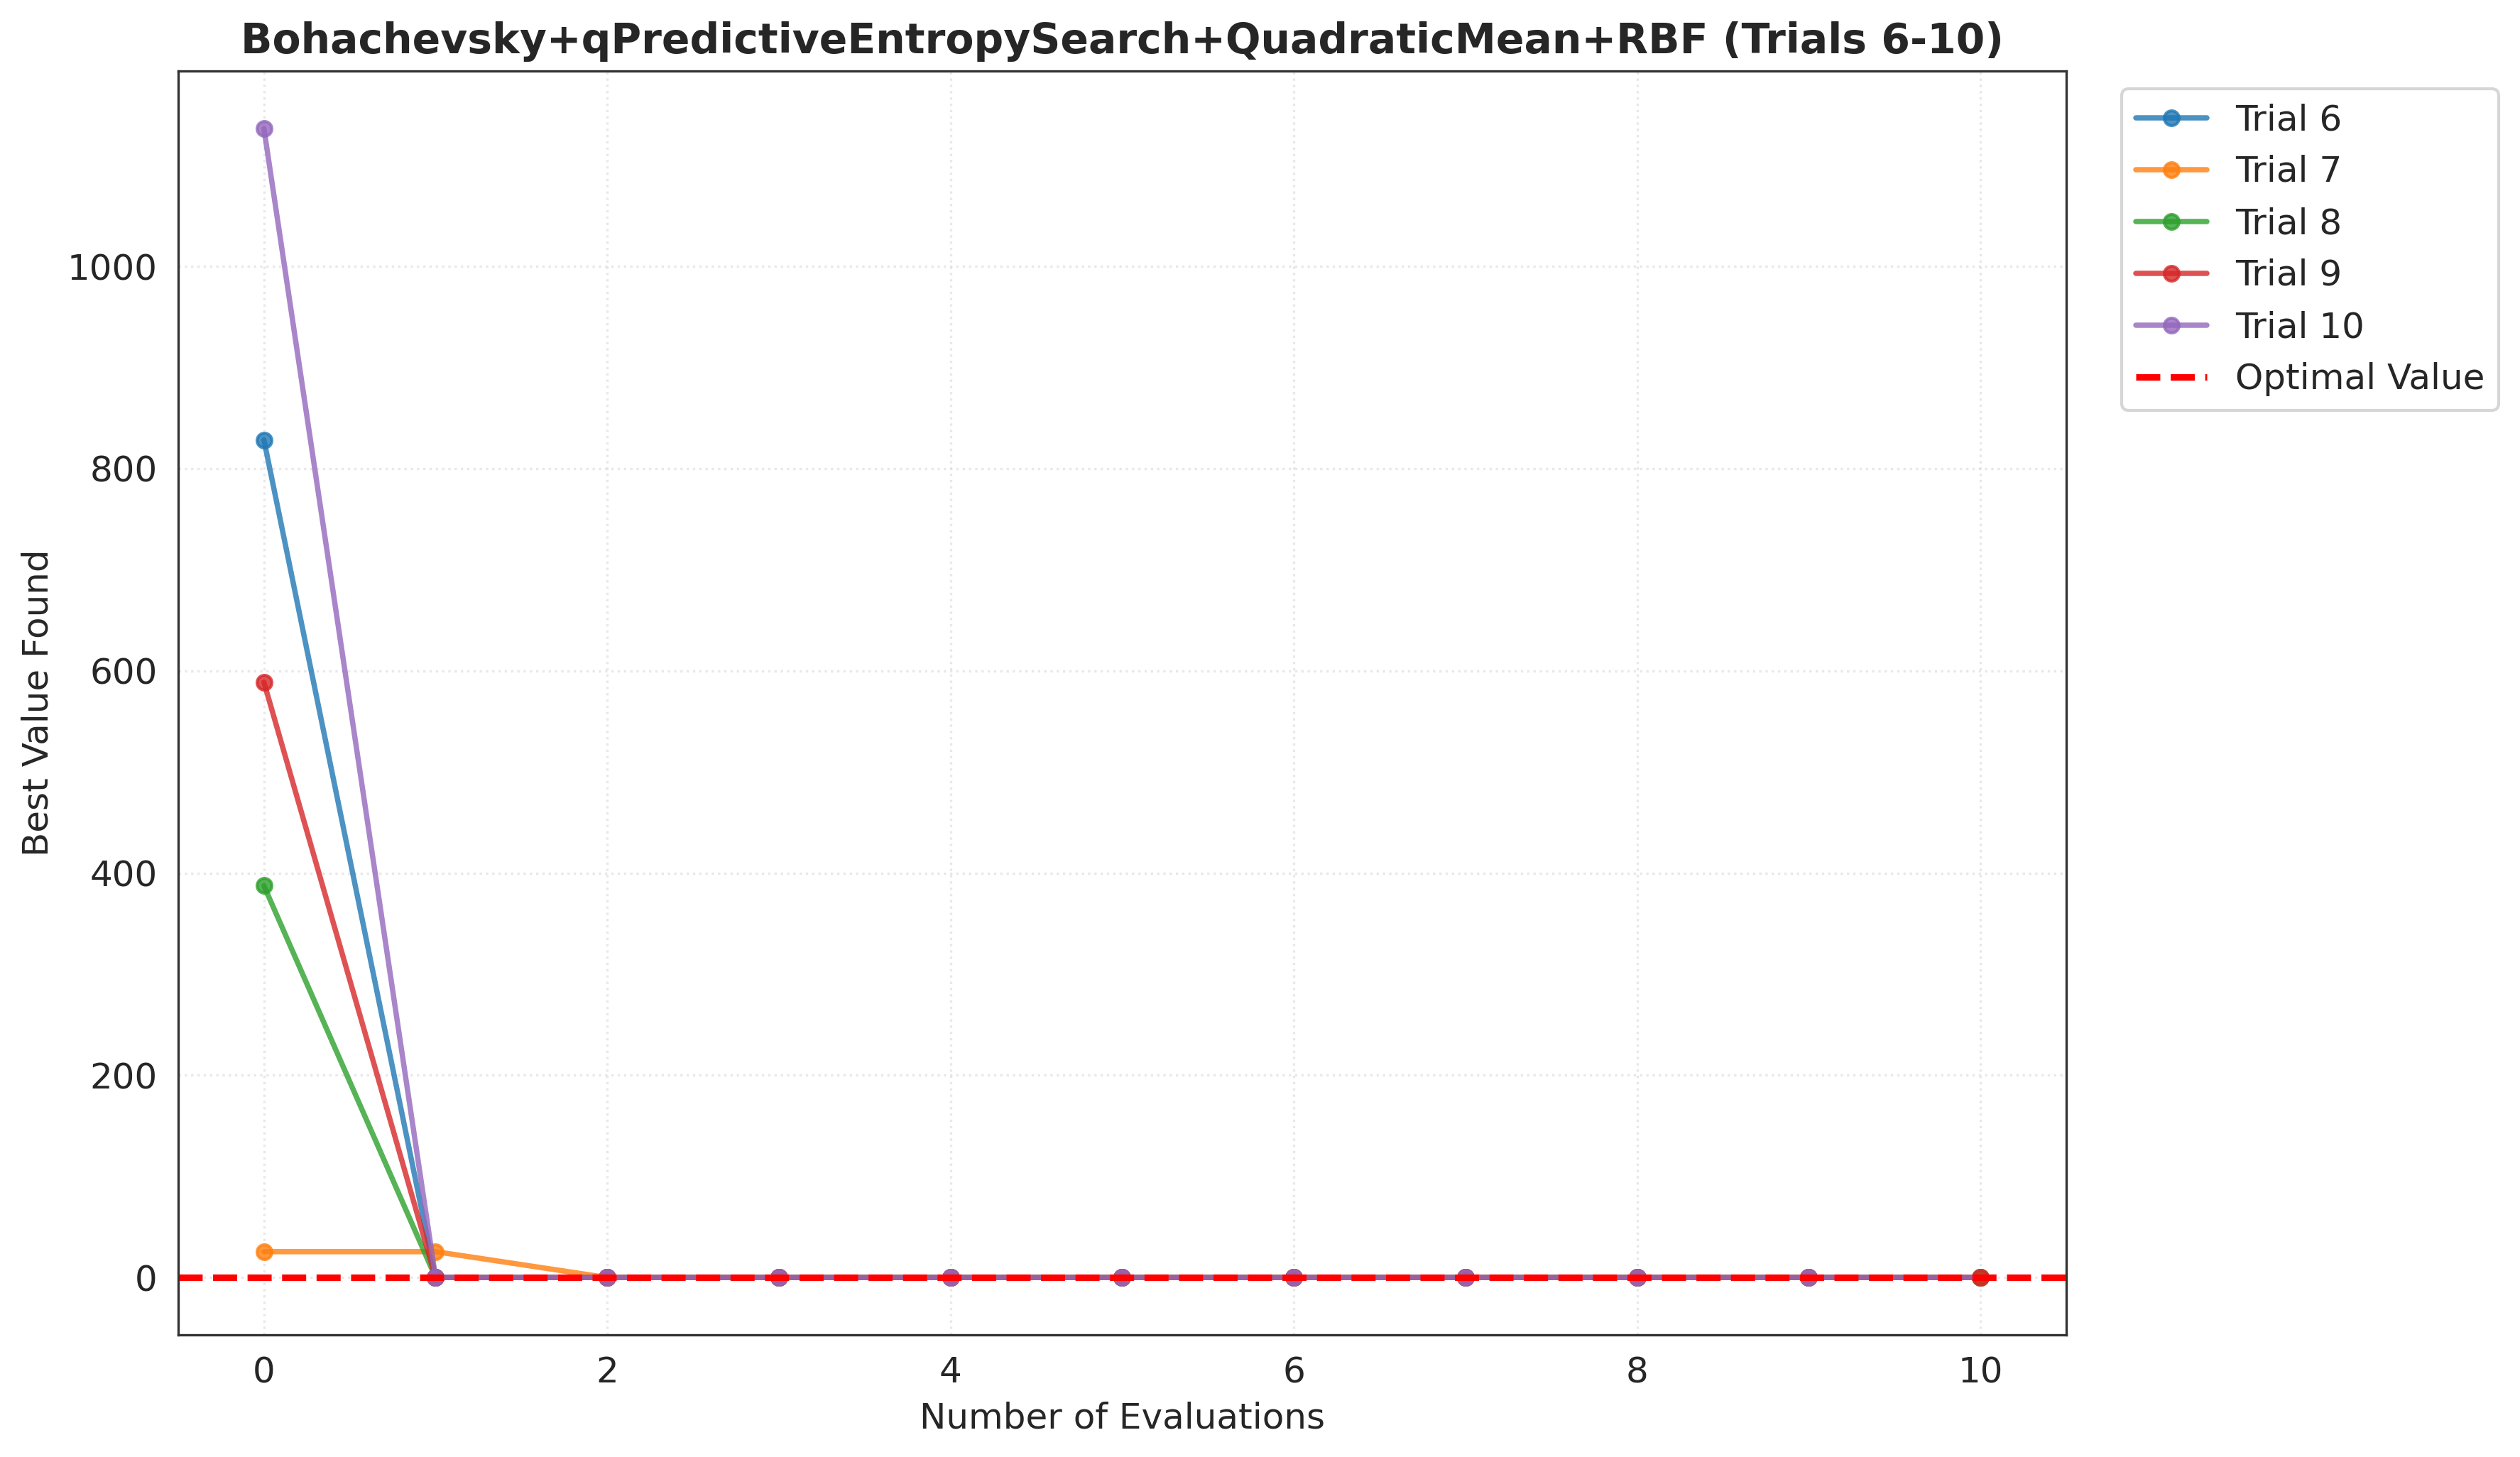 Bohachevsky+qPredictiveEntropySearch+QuadraticMean+RBF (Trials 6-10)
Best Value Found
1000
800
600
400
200
0
0 2 4 6 8 10
Number of Evaluations
Trial 6
Trial 7
Trial 8
Trial 9
Trial 10
Optimal Value